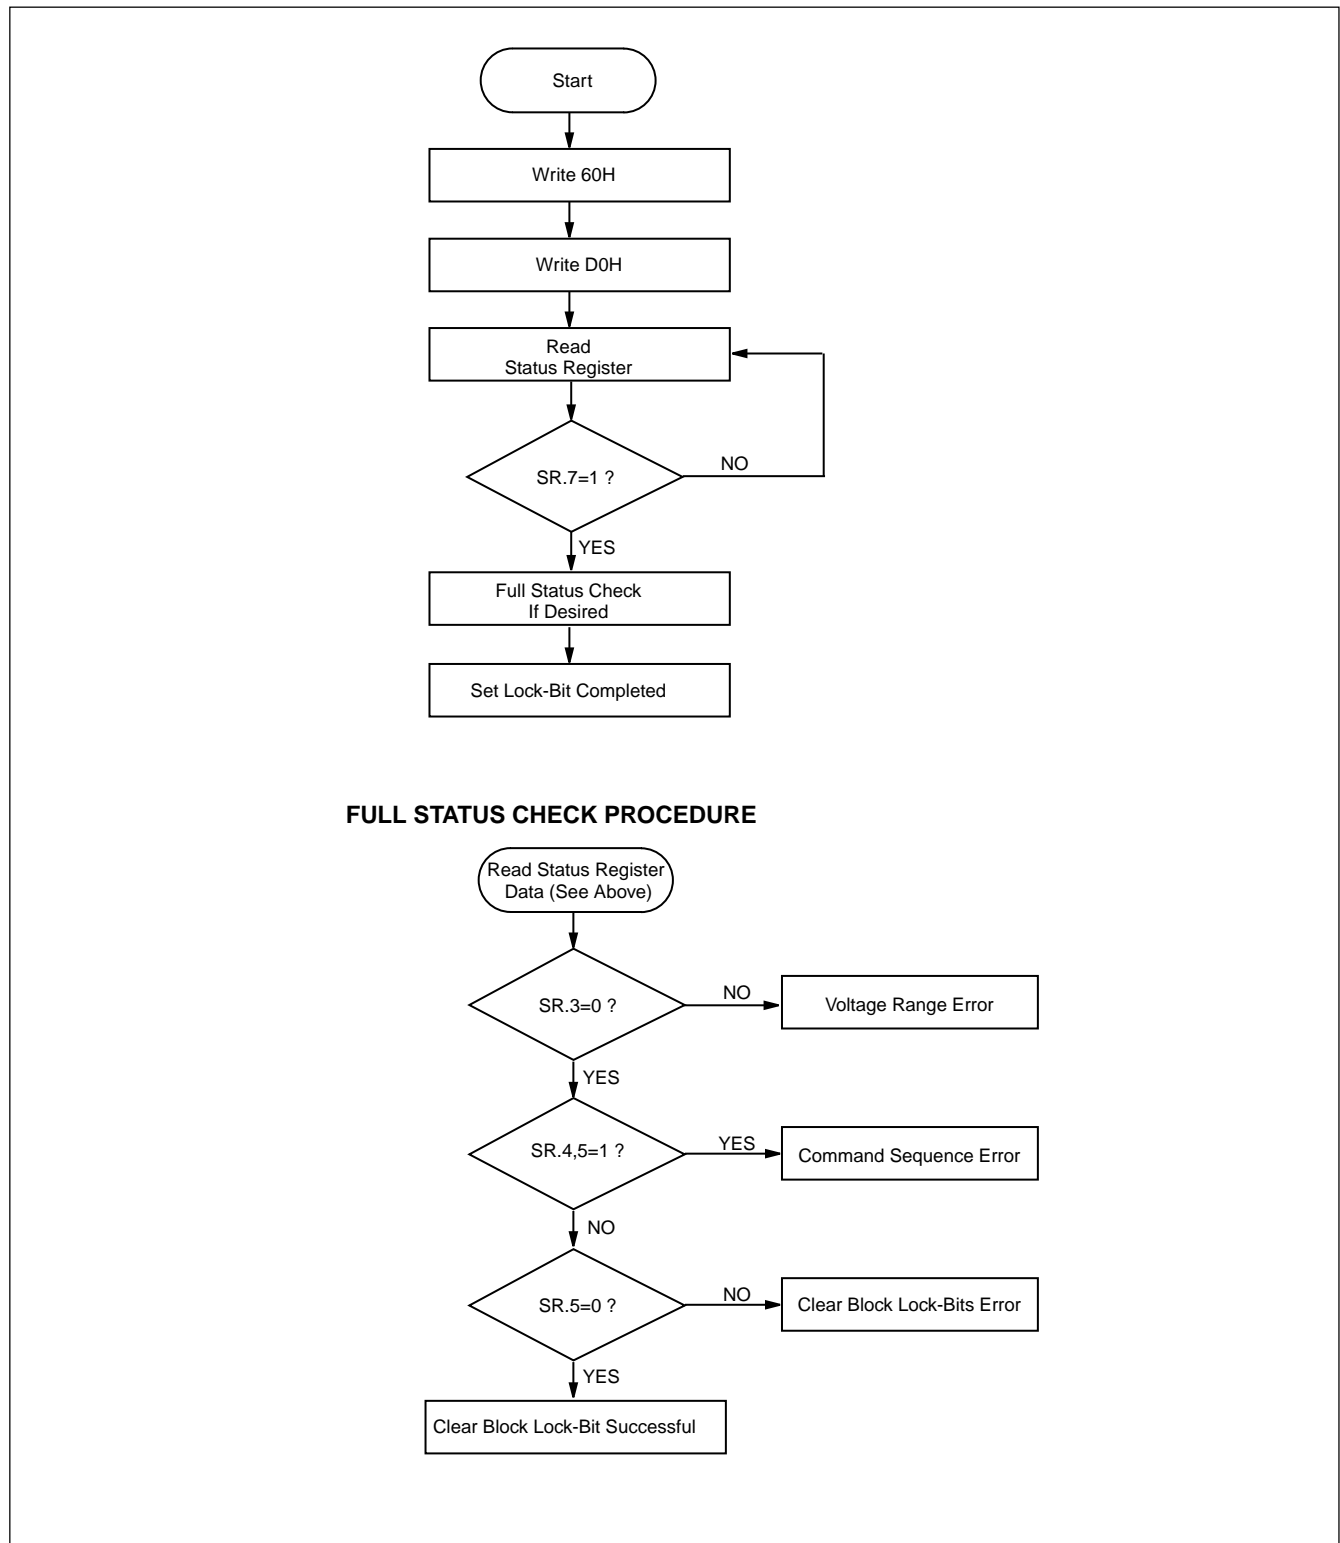 Start
Write 60H
Write D0H
Read
Status Register
SR.7=1 ?
NO
YES
Full Status Check
If Desired
Set Lock-Bit Completed
FULL STATUS CHECK PROCEDURE
Read Status Register
Data (See Above)
SR.3=0 ?
NO
Voltage Range Error
YES
SR.4,5=1 ?
YES
Command Sequence Error
NO
SR.5=0 ?
NO
Clear Block Lock-Bits Error
YES
Clear Block Lock-Bit Successful